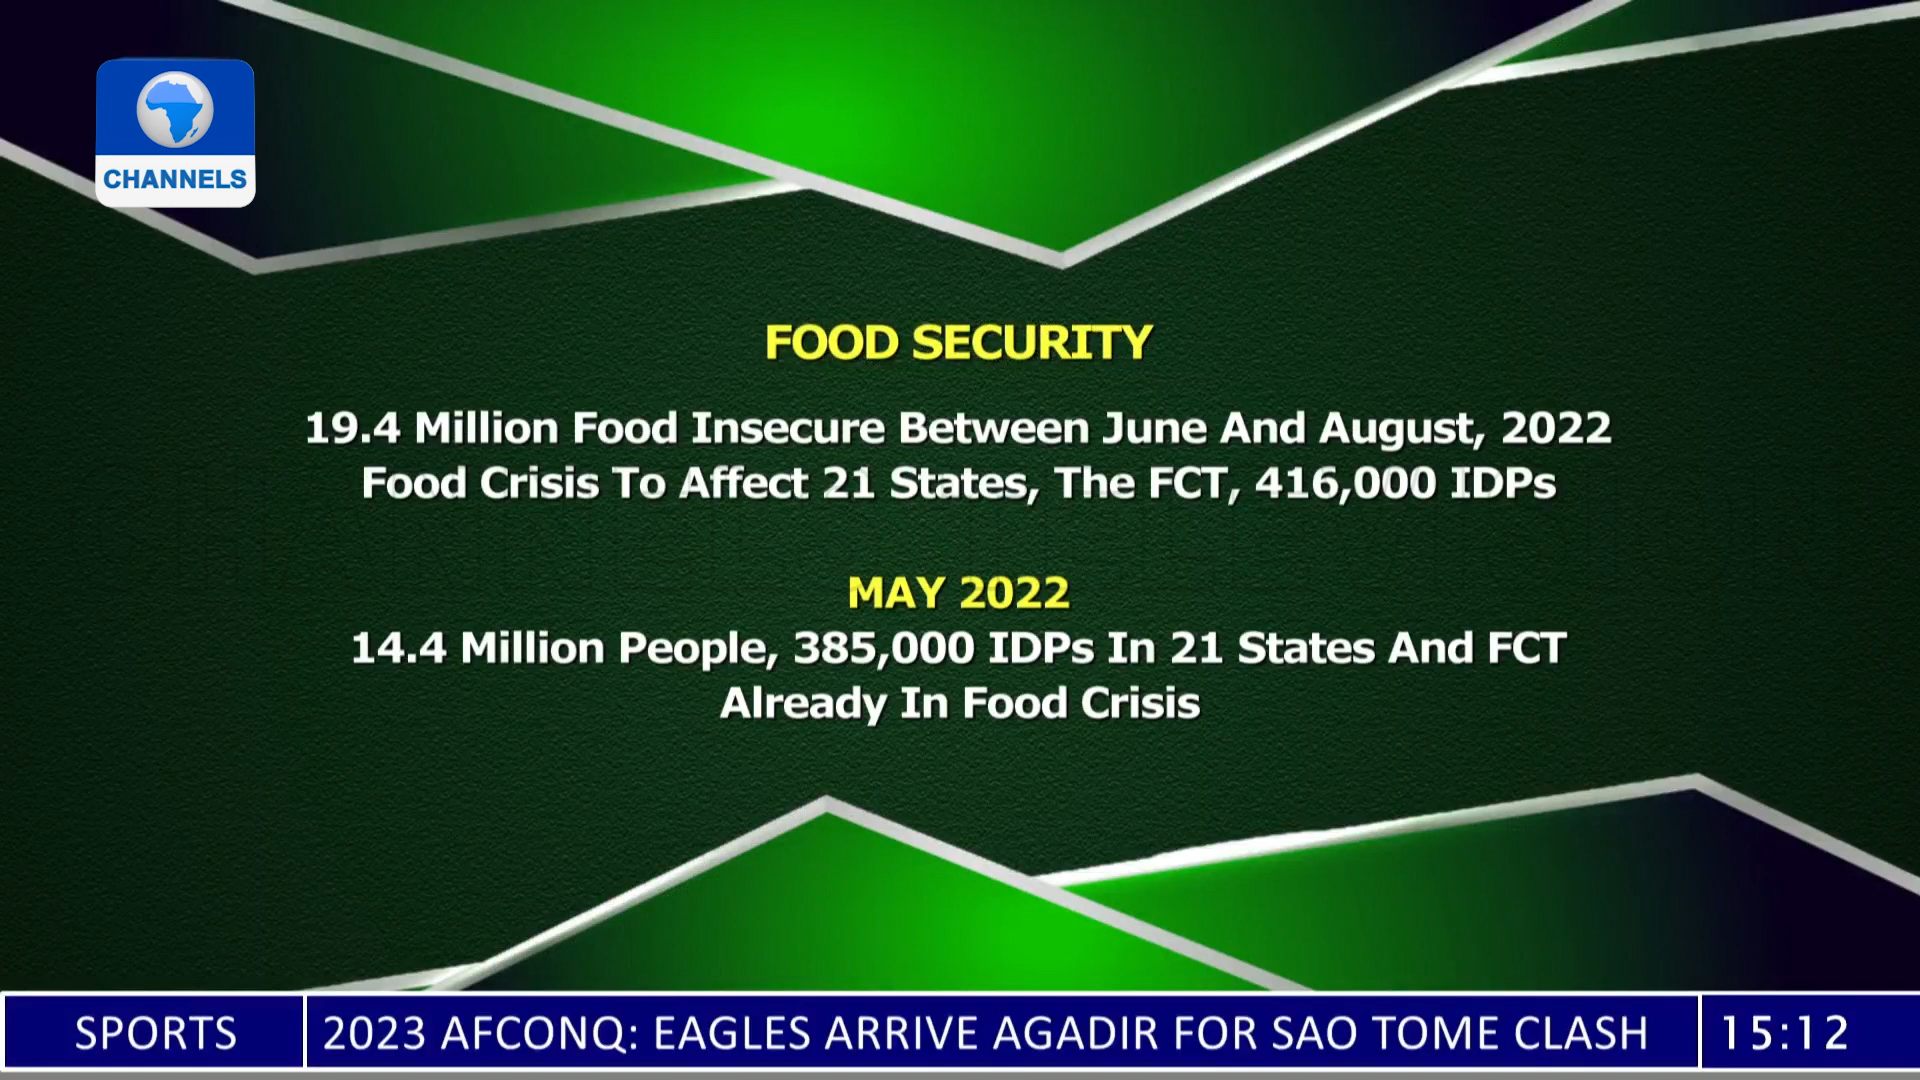 CHANNELS
FOOD SECURITY
19.4 Million Food Insecure Between June And August, 2022
Food Crisis To Affect 21 States, The FCT, 416,000 IDPs
MAY 2022
14.4 Million People, 385,000 IDPs In 21 States And FCT
Already In Food Crisis
SPORTS
2023 AFCONQ: EAGLES ARRIVE AGADIR FOR SAO TOME CLASH
15:12